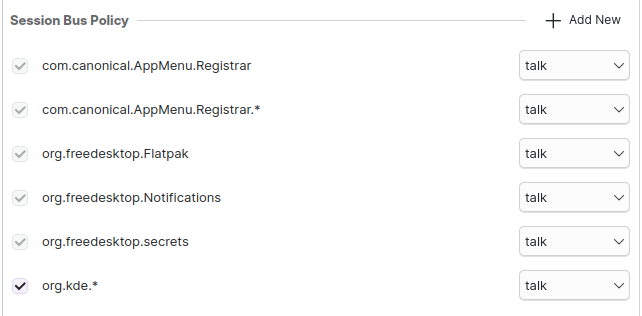 Session Bus Policy
Add New
com.canonical.AppMenu.Registrar talk
com.canonical.AppMenu.Registrar.* talk
org.freedesktop.Flatpak talk
org.freedesktop.Notifications talk
org.freedesktop.secrets talk
org.kde.* talk